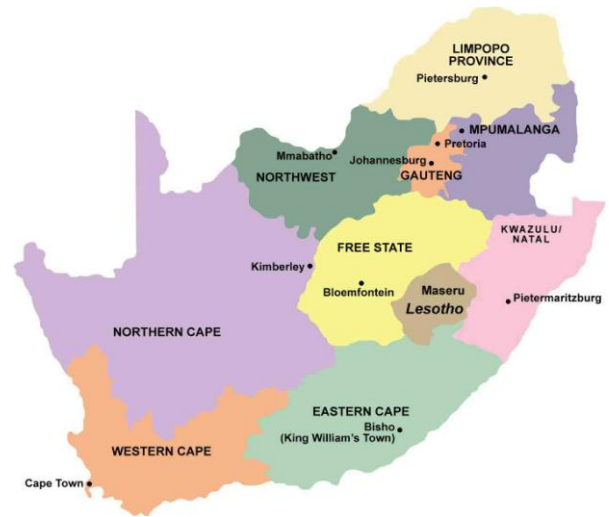 LIMPOPO
PROVINCE
Pietersburg
MPUMALANGA
Pretoria
Mmabatho
Johannesburg
NORTHWEST
GAUTENG
KWAZULU/
NATAL
FREE STATE
Kimberley
Bloemfontein
Maseru
Lesotho
Pietermaritzburg
NORTHERN CAPE
EASTERN CAPE
Bisho
(King William's Town)
WESTERN CAPE
Cape Town